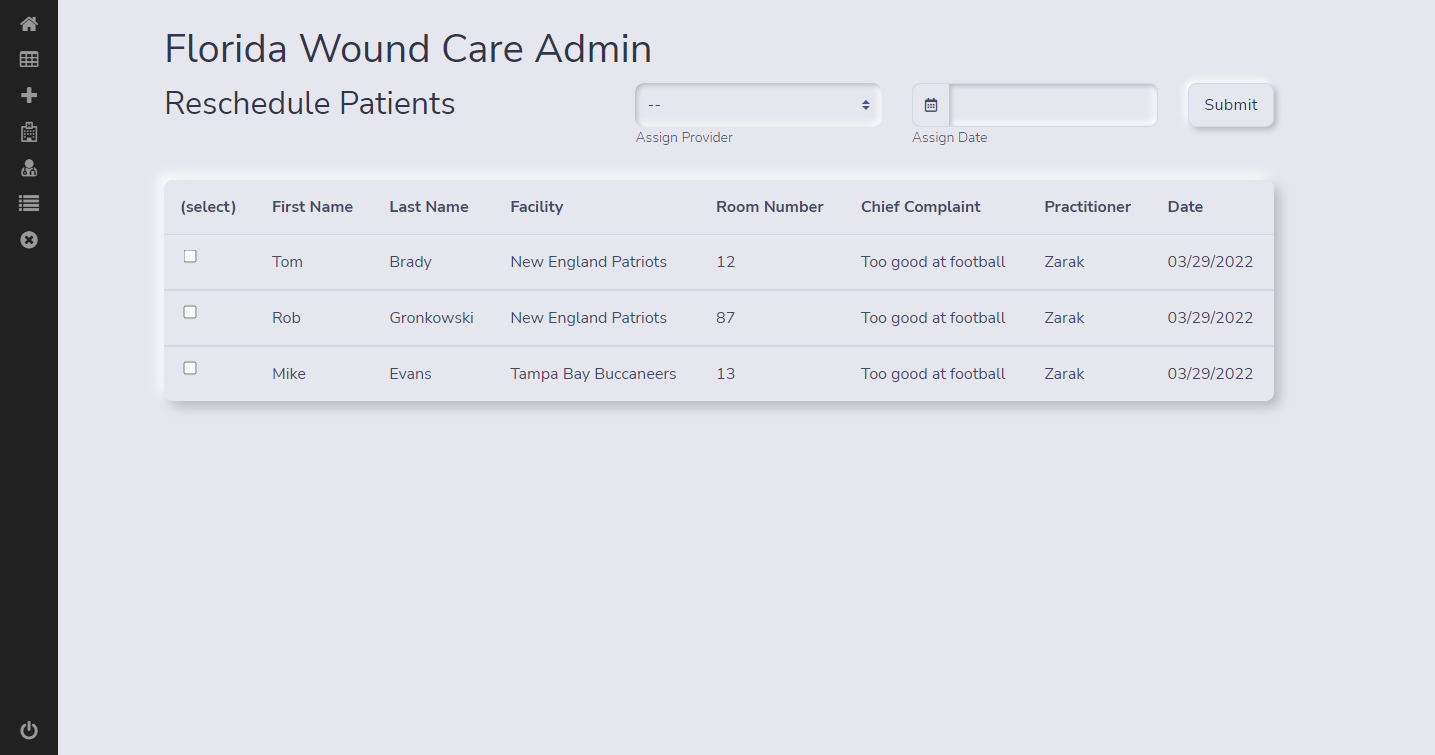 Florida Wound Care Admin
Reschedule Patients
--
Submit
Assign Provider
Assign Date
(select) First Name Last Name Facility Room Number Chief Complaint Practitioner Date
Tom Brady New England Patriots 12 Too good at football Zarak 03/29/2022
Rob Gronkowski New England Patriots 87 Too good at football Zarak 03/29/2022
Mike Evans Tampa Bay Buccaneers 13 Too good at football Zarak 03/29/2022